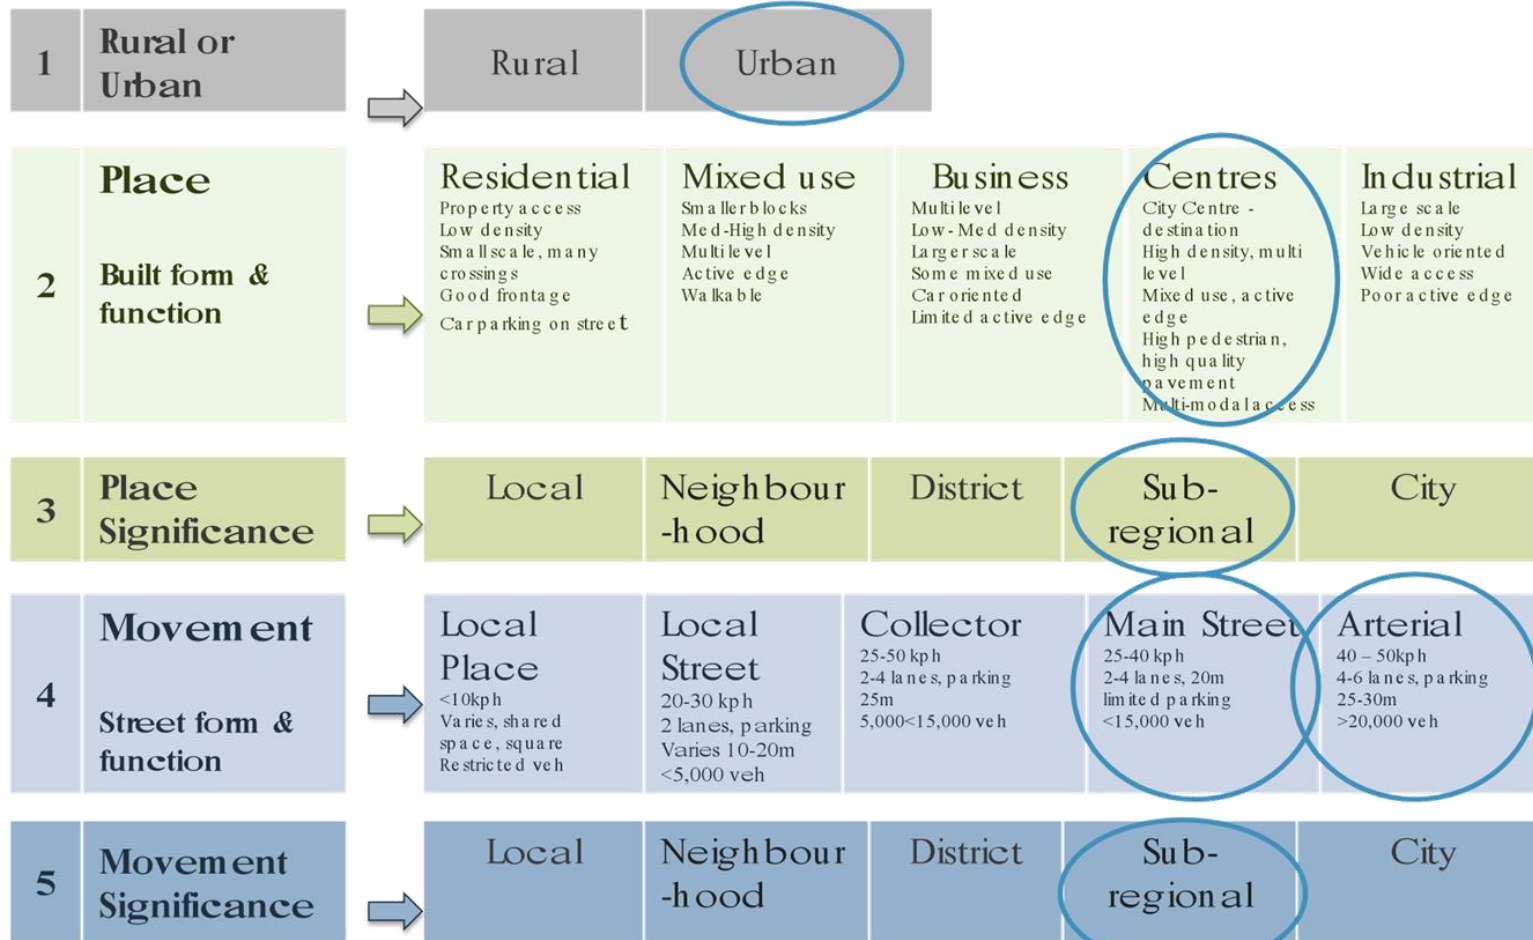 1
Rural or
Urban
Rural
Urban
2
Place
Built form &
function
Residential
Property access
Low density
Small scale, many
crossings
Good frontage
Car parking on street
Mixed use
Smaller blocks
Med-High density
Multi level
Active edge
Walkable
Business
Multi level
Low- Med density
Larger scale
Some mixed use
Car oriented
Limited active edge
Centres
City Centre -
destination
High density, multi
level
Mixed use, active
edge
High pedestrian,
high quality
pavement
Multi-modal access
Industrial
Large scale
Low density
Vehicle oriented
Wide access
Poor active edge
3
Place
Significance
Local
Neighbour
-hood
District
Sub-
regional
City
4
Movement
Street form &
function
Local
Place
<10kph
Varies, shared
space, square
Restricted veh
Local
Street
20-30 kph
2 lanes, parking
Varies 10-20m
<5,000 veh
Collector
25-50 kph
2-4 lanes, parking
25m
5,000<15,000 veh
Main Street
25-40 kph
2-4 lanes, 20m
limited parking
<15,000 veh
Arterial
40 – 50kph
4-6 lanes, parking
25-30m
>20,000 veh
5
Movement
Significance
Local
Neighbour
-hood
District
Sub-
regional
City